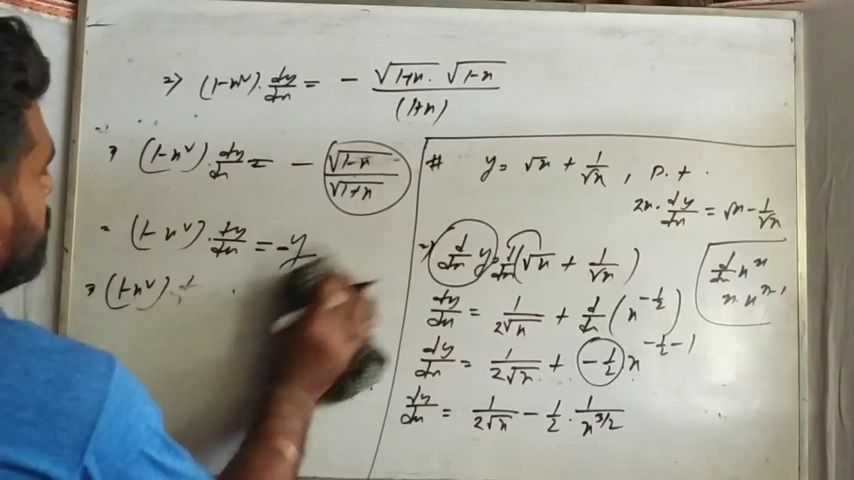 => (1-x²).dy/dx = - √(1+x) . √(1-x) / (1+x)
=> (1-x²).dy/dx = - √(1-x) / √(1+x)
= (1-x²).dy/dx = -y
=> (1-x²)
# y = √x + 1/√x , P.t.
2x.dy/dx = √x - 1/√x
=> d/dx y = d/dx (√x + 1/√x)
dy/dx = 1/(2√x) + d/dx (x^(-1/2))
dy/dx = 1/(2√x) + (-1/2) x^(-1/2 - 1)
dy/dx = 1/(2√x) - 1/2 . 1/x^(3/2)
d/dx x^n
n.x^(n-1)